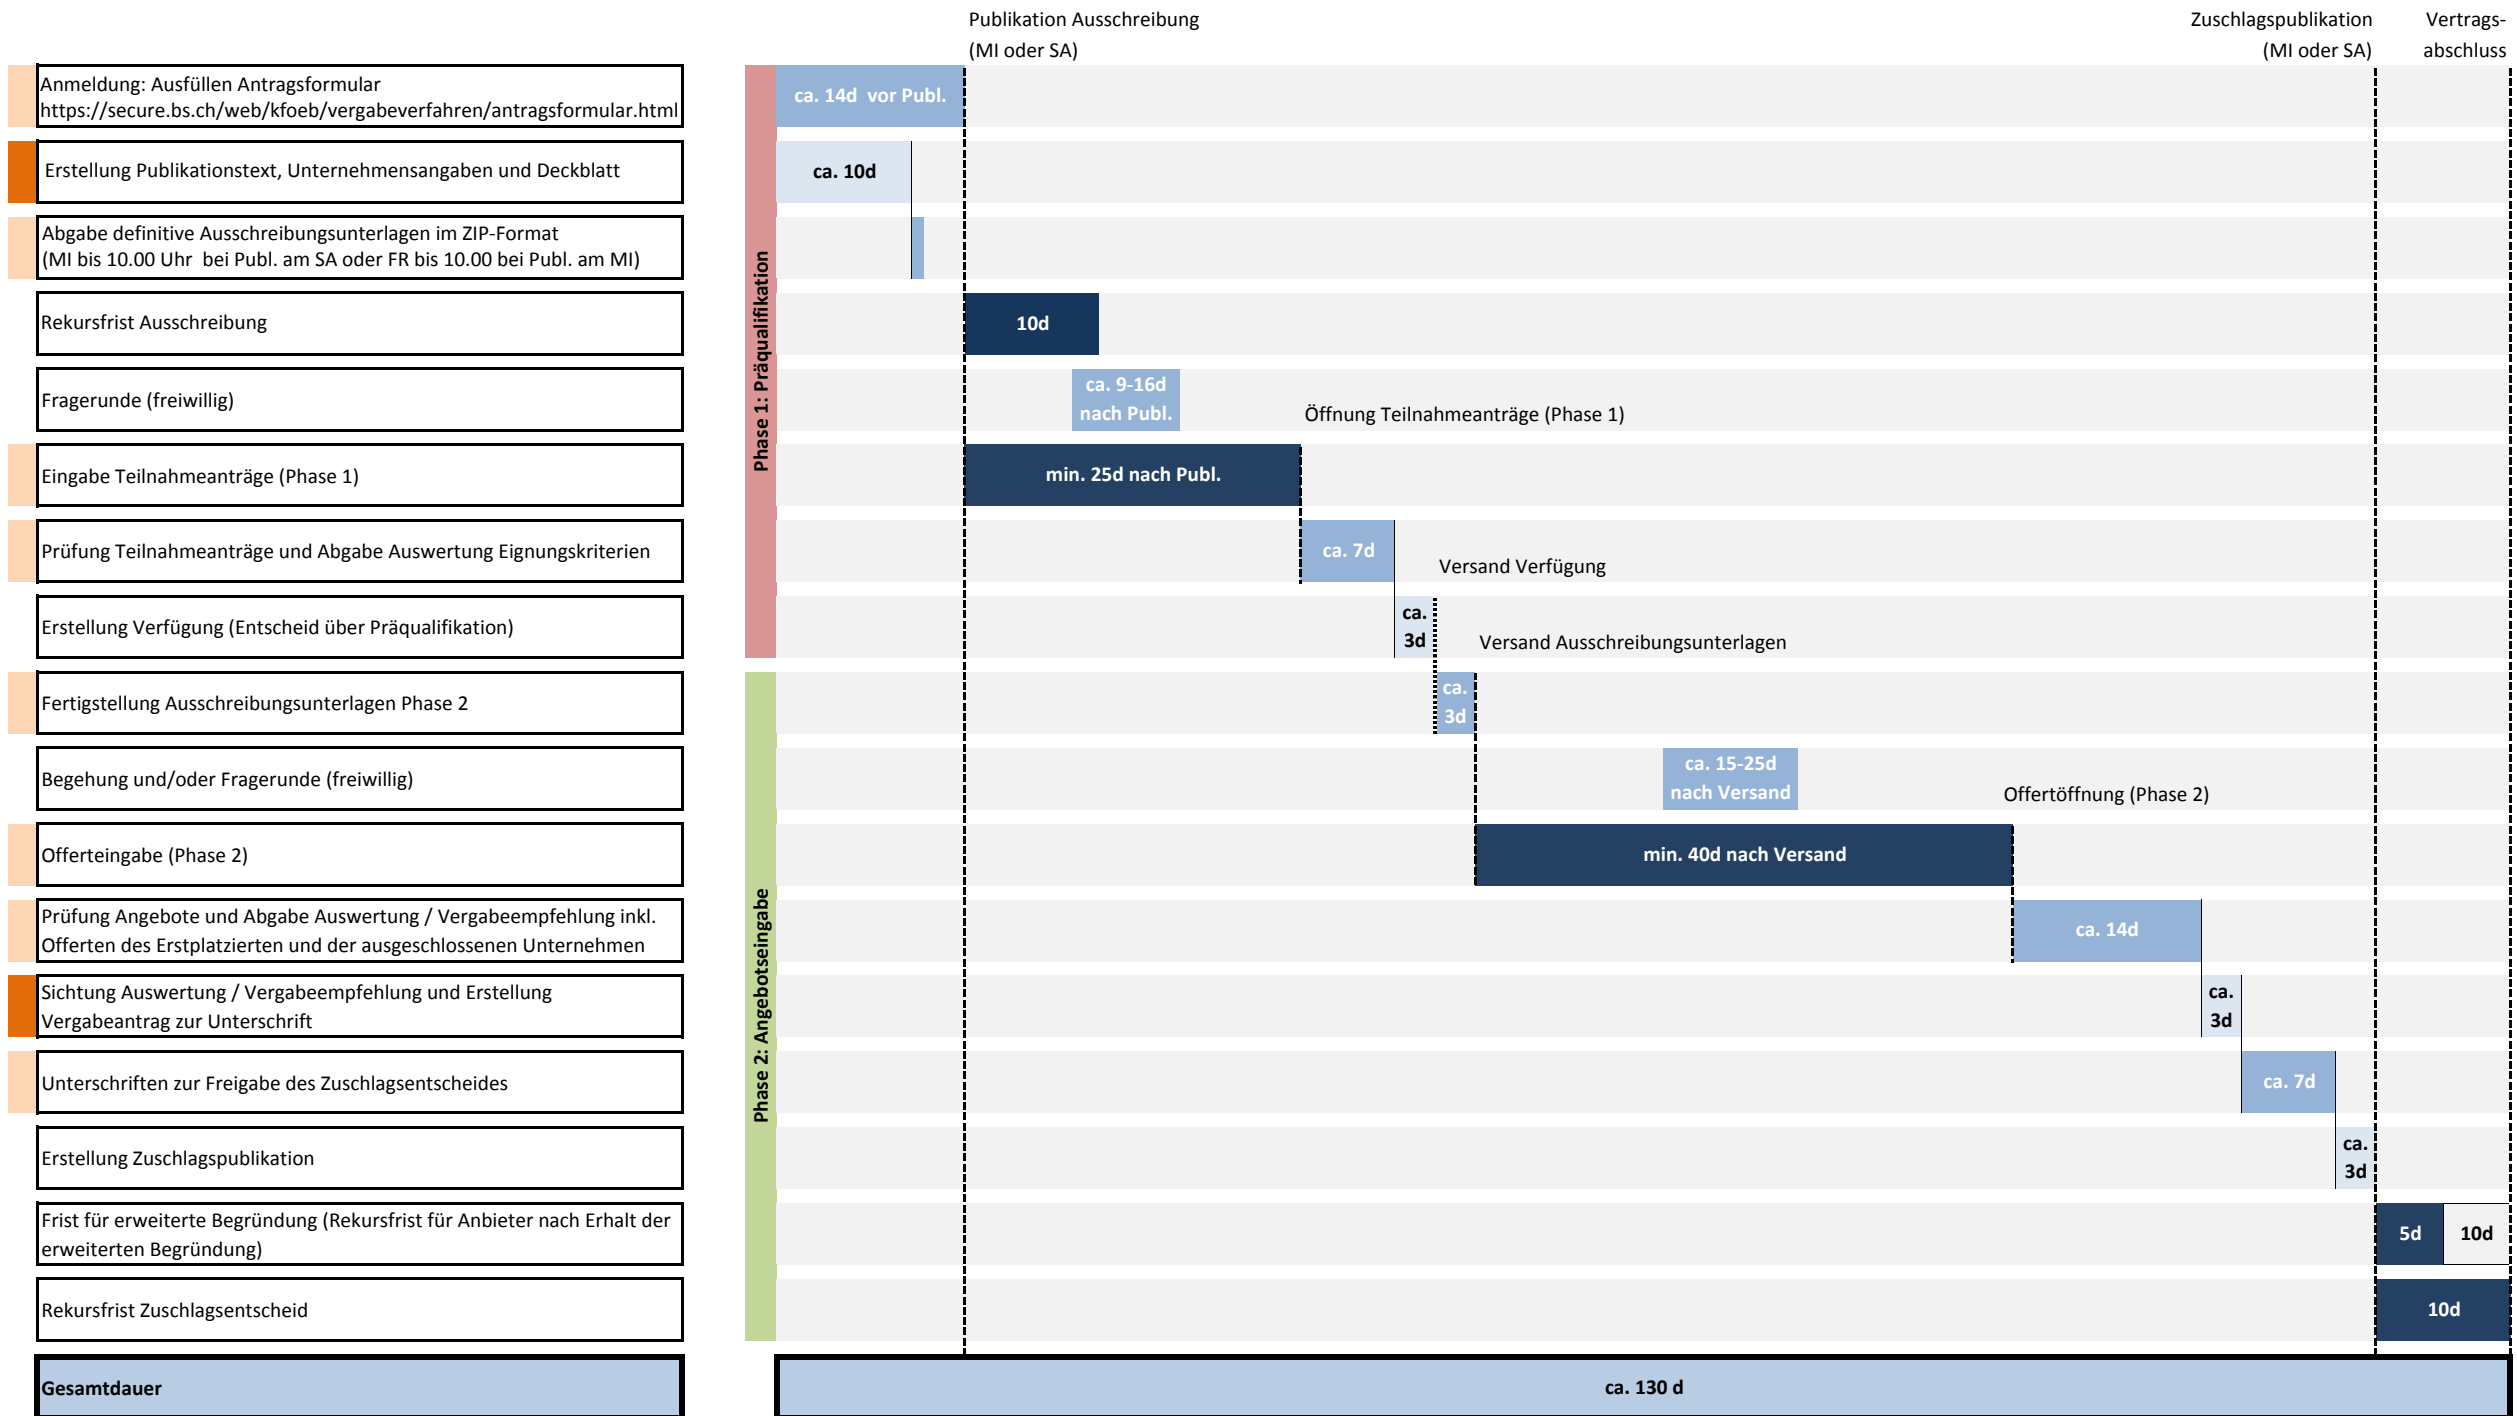 Publikation Ausschreibung
(MI oder SA)
Zuschlagspublikation
(MI oder SA)
Vertrags-
abschluss
Anmeldung: Ausfüllen Antragsformular
https://secure.bs.ch/web/kfoeb/vergabeverfahren/antragsformular.html
ca. 14d  vor Publ.
Erstellung Publikationstext, Unternehmensangaben und Deckblatt
ca. 10d
Abgabe definitive Ausschreibungsunterlagen im ZIP-Format
(MI bis 10.00 Uhr  bei Publ. am SA oder FR bis 10.00 bei Publ. am MI)
Phase 1: Präqualifikation
Rekursfrist Ausschreibung
10d
Fragerunde (freiwillig)
ca. 9-16d
nach Publ.
Öffnung Teilnahmeanträge (Phase 1)
Eingabe Teilnahmeanträge (Phase 1)
min. 25d nach Publ.
Prüfung Teilnahmeanträge und Abgabe Auswertung Eignungskriterien
ca. 7d
Versand Verfügung
Erstellung Verfügung (Entscheid über Präqualifikation)
ca.
3d
Versand Ausschreibungsunterlagen
Fertigstellung Ausschreibungsunterlagen Phase 2
ca.
3d
Begehung und/oder Fragerunde (freiwillig)
ca. 15-25d
nach Versand
Offertöffnung (Phase 2)
Offerteingabe (Phase 2)
min. 40d nach Versand
Phase 2: Angebotseingabe
Prüfung Angebote und Abgabe Auswertung / Vergabeempfehlung inkl.
Offerten des Erstplatzierten und der ausgeschlossenen Unternehmen
ca. 14d
Sichtung Auswertung / Vergabeempfehlung und Erstellung
Vergabeantrag zur Unterschrift
ca.
3d
Unterschriften zur Freigabe des Zuschlagsentscheides
ca. 7d
Erstellung Zuschlagspublikation
ca.
3d
Frist für erweiterte Begründung (Rekursfrist für Anbieter nach Erhalt der
erweiterten Begründung)
5d
10d
Rekursfrist Zuschlagsentscheid
10d
Gesamtdauer
ca. 130 d